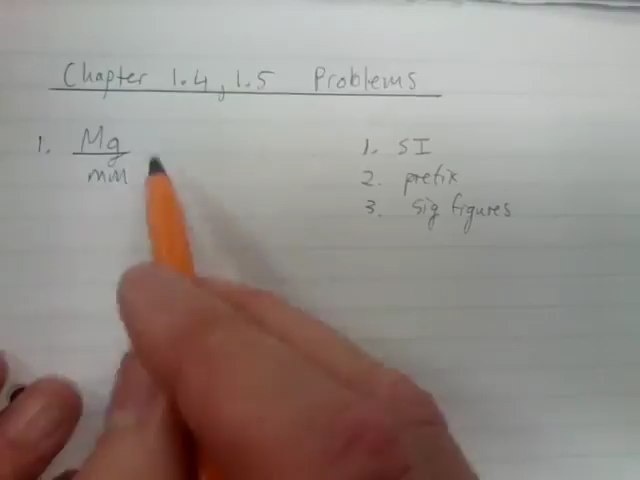 Chapter 1.4, 1.5 Problems
1. Mg
mm
1. SI
2. prefix
3. sig figures